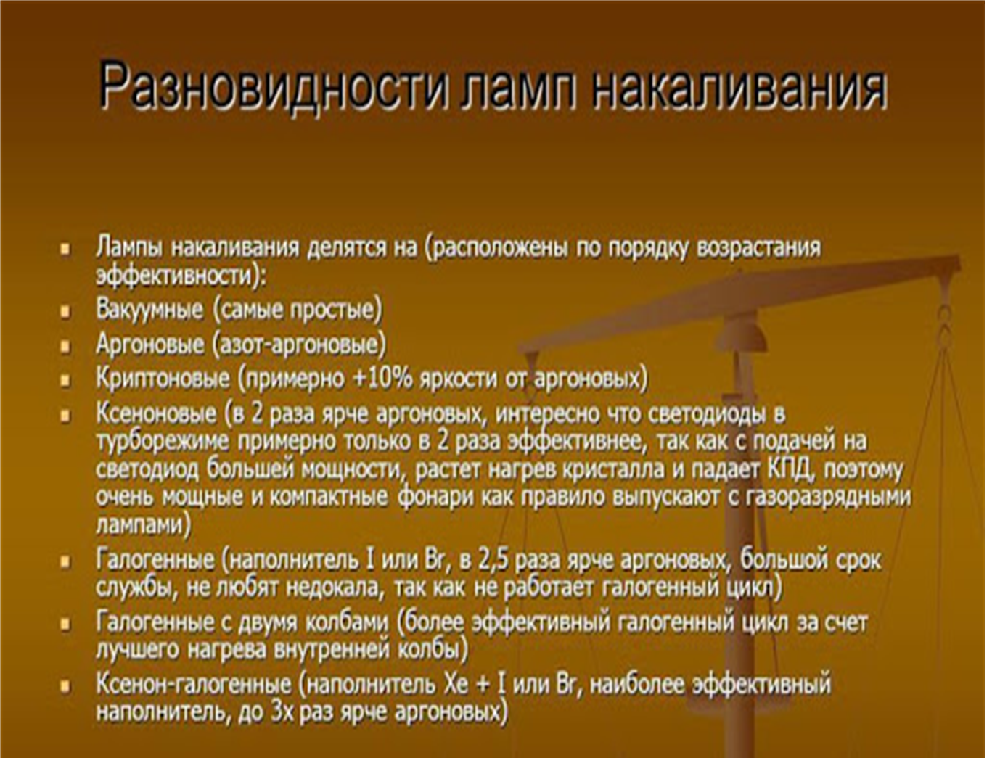 Разновидности ламп накаливания
Лампы накаливания делятся на (расположены по порядку возрастания
эффективности):
Вакуумные (самые простые)
Аргоновые (азот-аргоновые)
Криптоновые (примерно +10% яркости от аргоновых)
Ксеноновые (в 2 раза ярче аргоновых, интересно что светодиоды в
турборежиме примерно только в 2 раза эффективнее, так как с подачей на
светодиод большей мощности, растет нагрев кристалла и падает КПД, поэтому
очень мощные и компактные фонари как правило выпускают с газоразрядными
лампами)
Галогенные (наполнитель I или Br, в 2,5 раза ярче аргоновых, большой срок
службы, не любят недокала, так как не работает галогенный цикл)
Галогенные с двумя колбами (более эффективный галогенный цикл за счет
лучшего нагрева внутренней колбы)
Ксенон-галогенные (наполнитель Xe + I или Br, наиболее эффективный
наполнитель, до 3х раз ярче аргоновых)